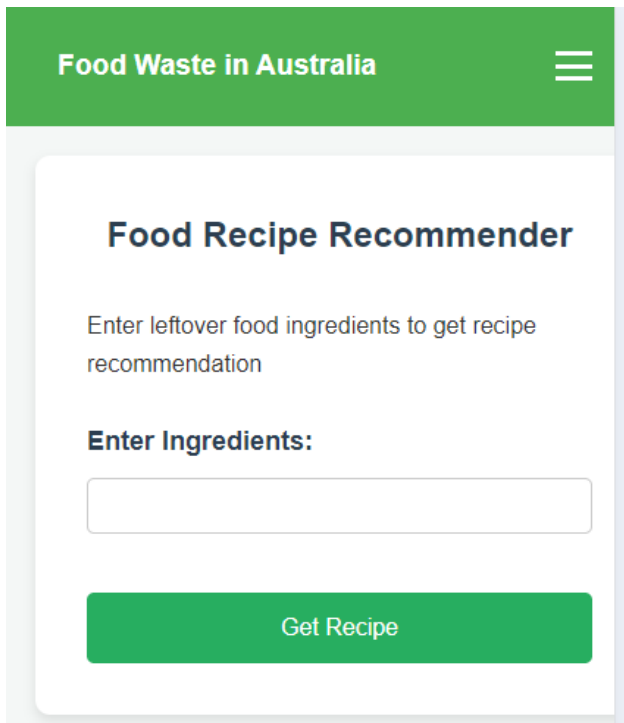 Food Waste in Australia
Food Recipe Recommender
Enter leftover food ingredients to get recipe
recommendation
Enter Ingredients:
Get Recipe